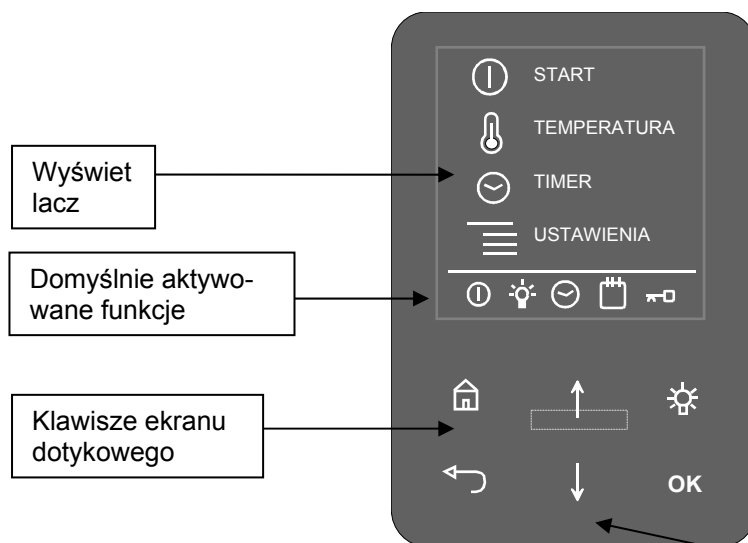 START
TEMPERATURA
TIMER
USTAWIENIA
Wyświet
lacz
Domyślnie aktywo-
wane funkcje
Klawisze ekranu
dotykowego
OK